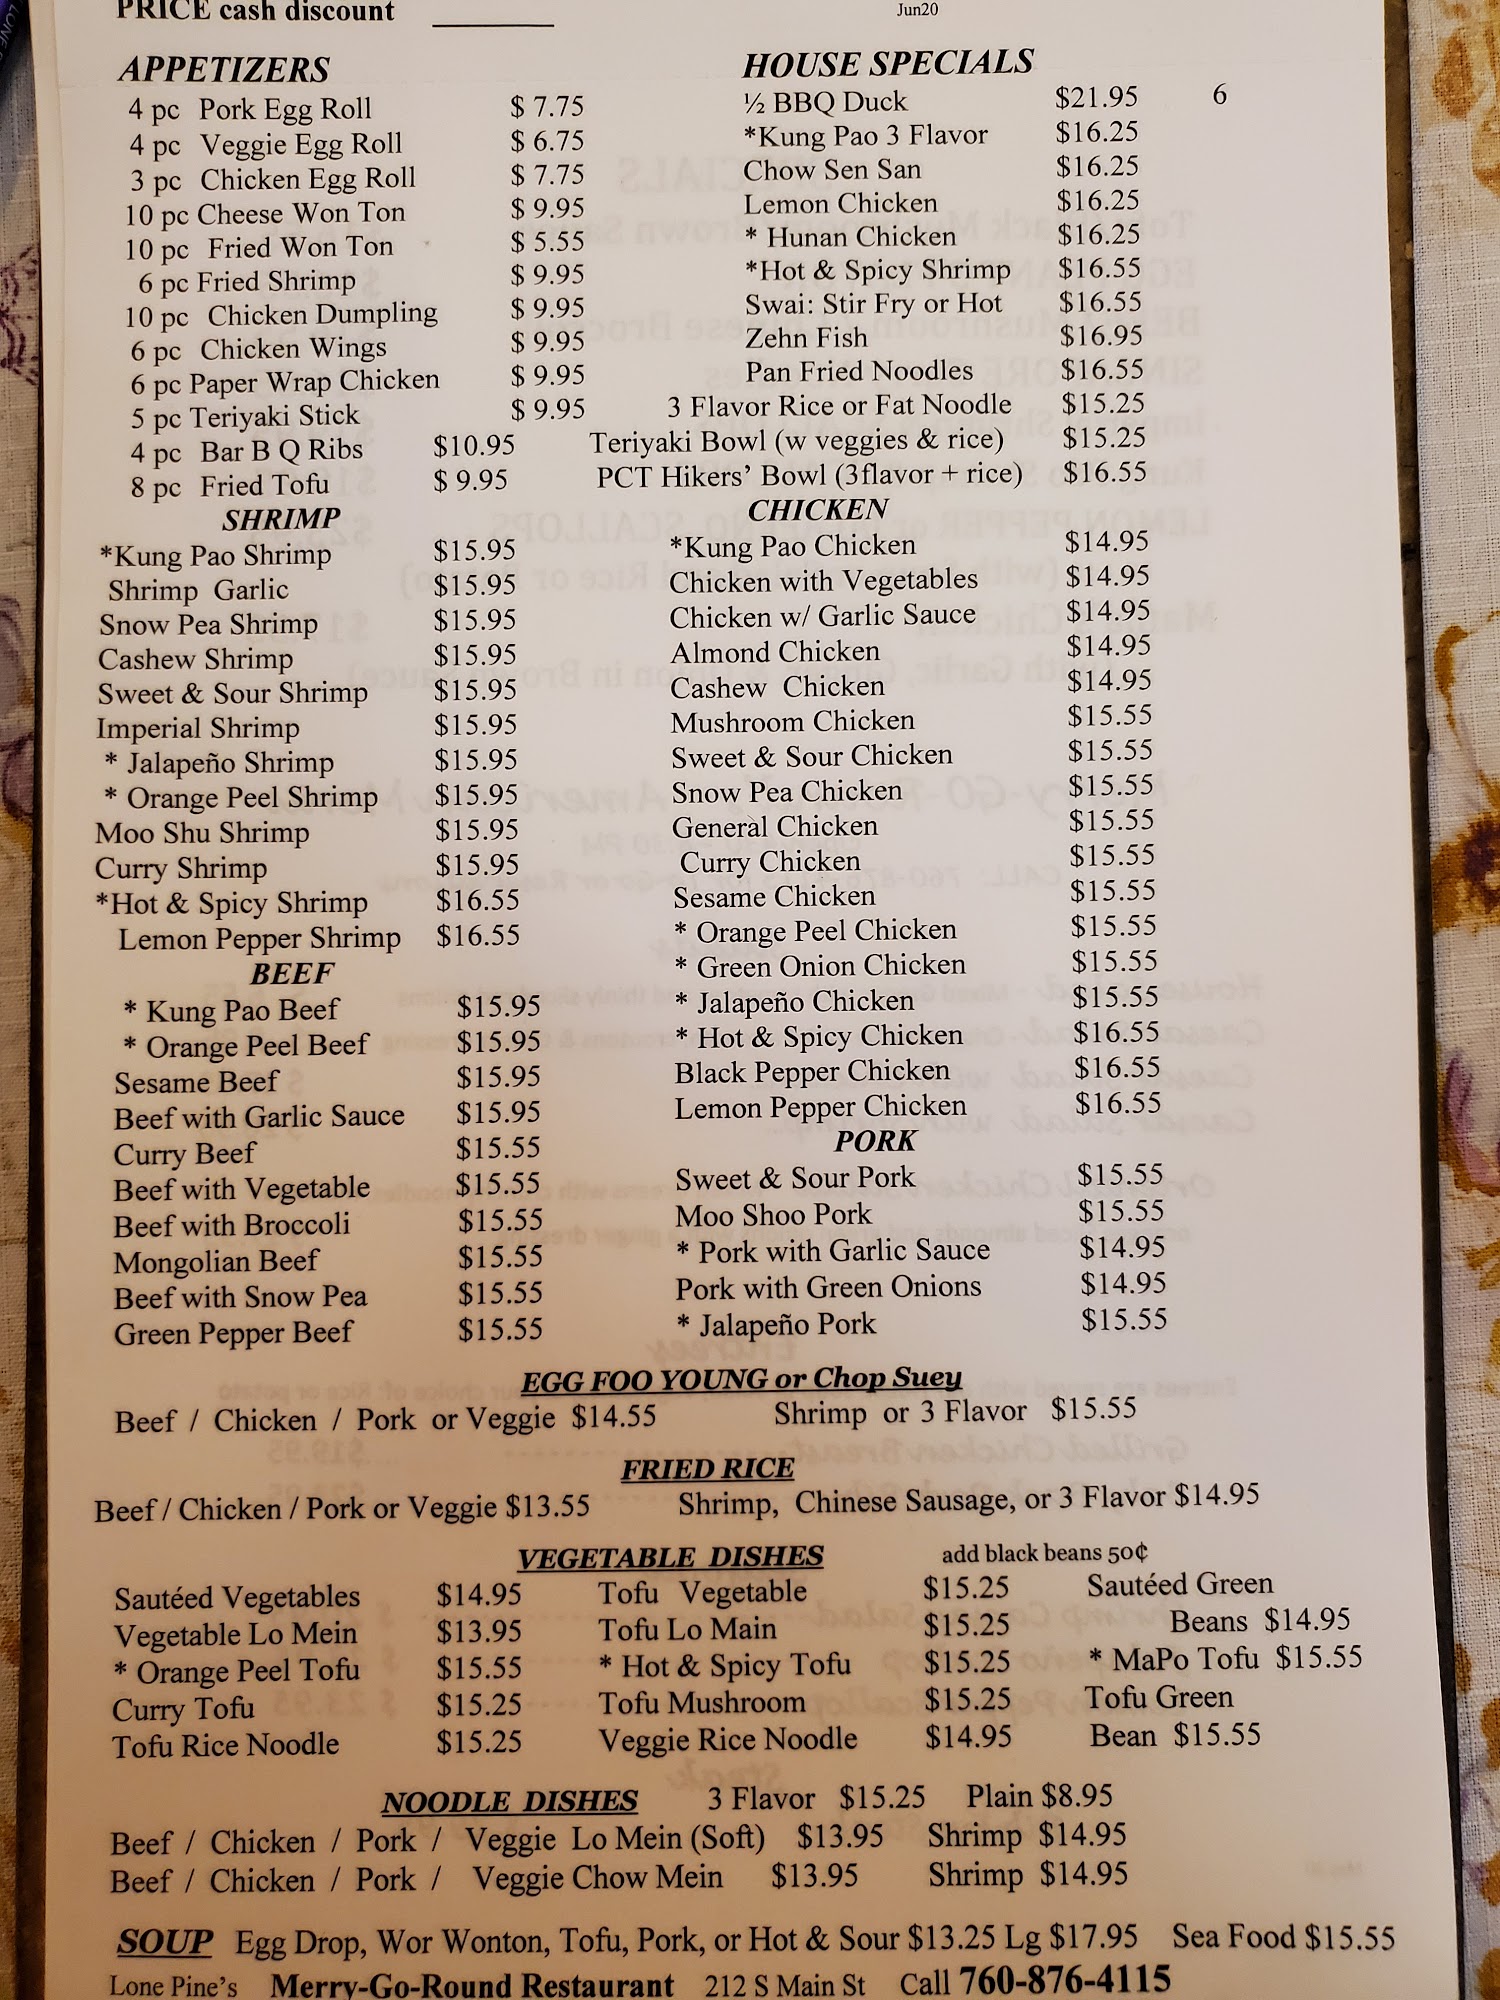 PRICE cash discount ________ Jun20
APPETIZERS
4 pc Pork Egg Roll $ 7.75
4 pc Veggie Egg Roll $ 6.75
3 pc Chicken Egg Roll $ 7.75
10 pc Cheese Won Ton $ 9.95
10 pc Fried Won Ton $ 5.55
6 pc Fried Shrimp $ 9.95
10 pc Chicken Dumpling $ 9.95
6 pc Chicken Wings $ 9.95
6 pc Paper Wrap Chicken $ 9.95
5 pc Teriyaki Stick $ 9.95
4 pc Bar B Q Ribs $10.95
8 pc Fried Tofu $ 9.95
HOUSE SPECIALS
½ BBQ Duck $21.95 6
*Kung Pao 3 Flavor $16.25
Chow Sen San $16.25
Lemon Chicken $16.25
* Hunan Chicken $16.25
*Hot & Spicy Shrimp $16.55
Swai: Stir Fry or Hot $16.55
Zehn Fish $16.95
Pan Fried Noodles $16.55
3 Flavor Rice or Fat Noodle $15.25
Teriyaki Bowl (w veggies & rice) $15.25
PCT Hikers' Bowl (3flavor + rice) $16.55
SHRIMP
*Kung Pao Shrimp $15.95
Shrimp Garlic $15.95
Snow Pea Shrimp $15.95
Cashew Shrimp $15.95
Sweet & Sour Shrimp $15.95
Imperial Shrimp $15.95
* Jalapeño Shrimp $15.95
* Orange Peel Shrimp $15.95
Moo Shu Shrimp $15.95
Curry Shrimp $15.95
*Hot & Spicy Shrimp $16.55
Lemon Pepper Shrimp $16.55
BEEF
* Kung Pao Beef $15.95
* Orange Peel Beef $15.95
Sesame Beef $15.95
Beef with Garlic Sauce $15.95
Curry Beef $15.55
Beef with Vegetable $15.55
Beef with Broccoli $15.55
Mongolian Beef $15.55
Beef with Snow Pea $15.55
Green Pepper Beef $15.55
CHICKEN
*Kung Pao Chicken $14.95
Chicken with Vegetables $14.95
Chicken w/ Garlic Sauce $14.95
Almond Chicken $14.95
Cashew Chicken $14.95
Mushroom Chicken $15.55
Sweet & Sour Chicken $15.55
Snow Pea Chicken $15.55
General Chicken $15.55
Curry Chicken $15.55
Sesame Chicken $15.55
* Orange Peel Chicken $15.55
* Green Onion Chicken $15.55
* Jalapeño Chicken $15.55
* Hot & Spicy Chicken $16.55
Black Pepper Chicken $16.55
Lemon Pepper Chicken $16.55
PORK
Sweet & Sour Pork $15.55
Moo Shoo Pork $15.55
* Pork with Garlic Sauce $14.95
Pork with Green Onions $14.95
* Jalapeño Pork $15.55
EGG FOO YOUNG or Chop Suey
Beef / Chicken / Pork or Veggie $14.55 Shrimp or 3 Flavor $15.55
FRIED RICE
Beef / Chicken / Pork or Veggie $13.55 Shrimp, Chinese Sausage, or 3 Flavor $14.95
VEGETABLE DISHES add black beans 50¢
Sautéed Vegetables $14.95 Tofu Vegetable $15.25 Sautéed Green
Vegetable Lo Mein $13.95 Tofu Lo Main $15.25 Beans $14.95
* Orange Peel Tofu $15.55 * Hot & Spicy Tofu $15.25 * MaPo Tofu $15.55
Curry Tofu $15.25 Tofu Mushroom $15.25 Tofu Green
Tofu Rice Noodle $15.25 Veggie Rice Noodle $14.95 Bean $15.55
NOODLE DISHES 3 Flavor $15.25 Plain $8.95
Beef / Chicken / Pork / Veggie Lo Mein (Soft) $13.95 Shrimp $14.95
Beef / Chicken / Pork / Veggie Chow Mein $13.95 Shrimp $14.95
SOUP Egg Drop, Wor Wonton, Tofu, Pork, or Hot & Sour $13.25 Lg $17.95 Sea Food $15.55
Lone Pine's Merry-Go-Round Restaurant 212 S Main St Call 760-876-4115